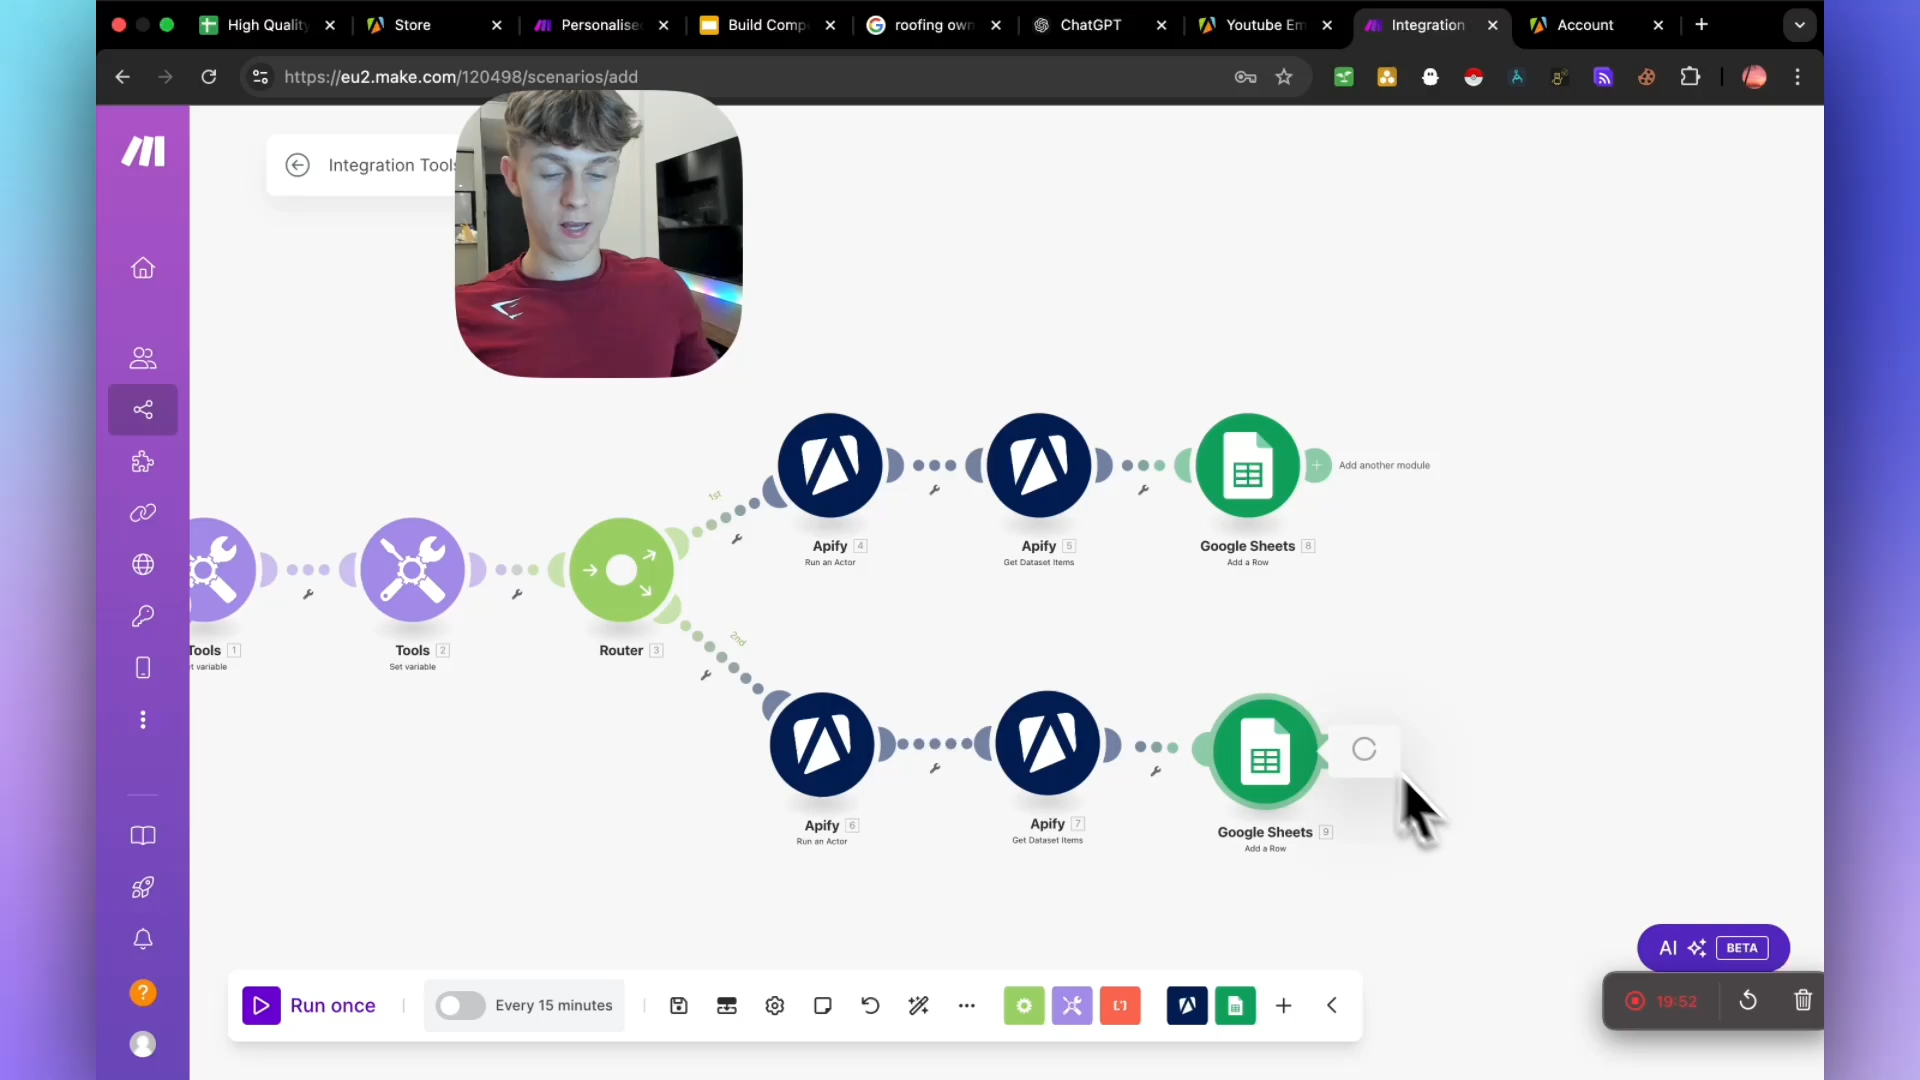 High Quality
Store
Personalise
Build Comp
roofing own
ChatGPT
Youtube Em
Integration
Account
https://eu2.make.com/120498/scenarios/add
Integration Tools
1st
Add another module
Apify 4
Run an Actor
Apify 5
Get Dataset Items
Google Sheets 8
Add a Row
Tools 1
t variable
Tools 2
Set variable
Router 3
2nd
Apify 6
Run an Actor
Apify 7
Get Dataset Items
Google Sheets 9
Add a Row
AI BETA
Run once
Every 15 minutes
19:52